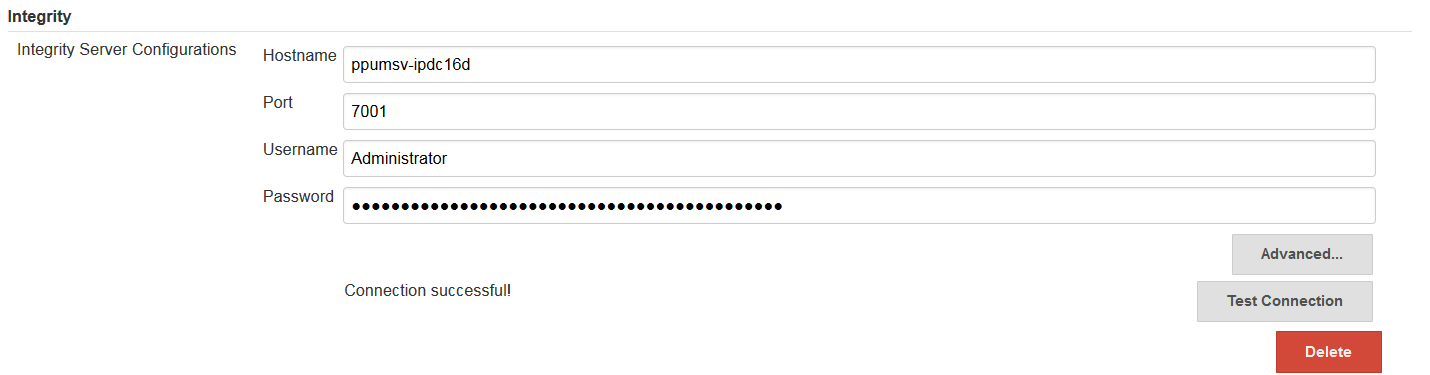 Integrity
Integrity Server Configurations
Hostname
ppumsv-ipdc16d
Port
7001
Username
Administrator
Password
••••••••••••••••••••••••••••••••••••••••••••
Advanced...
Connection successful!
Test Connection
Delete